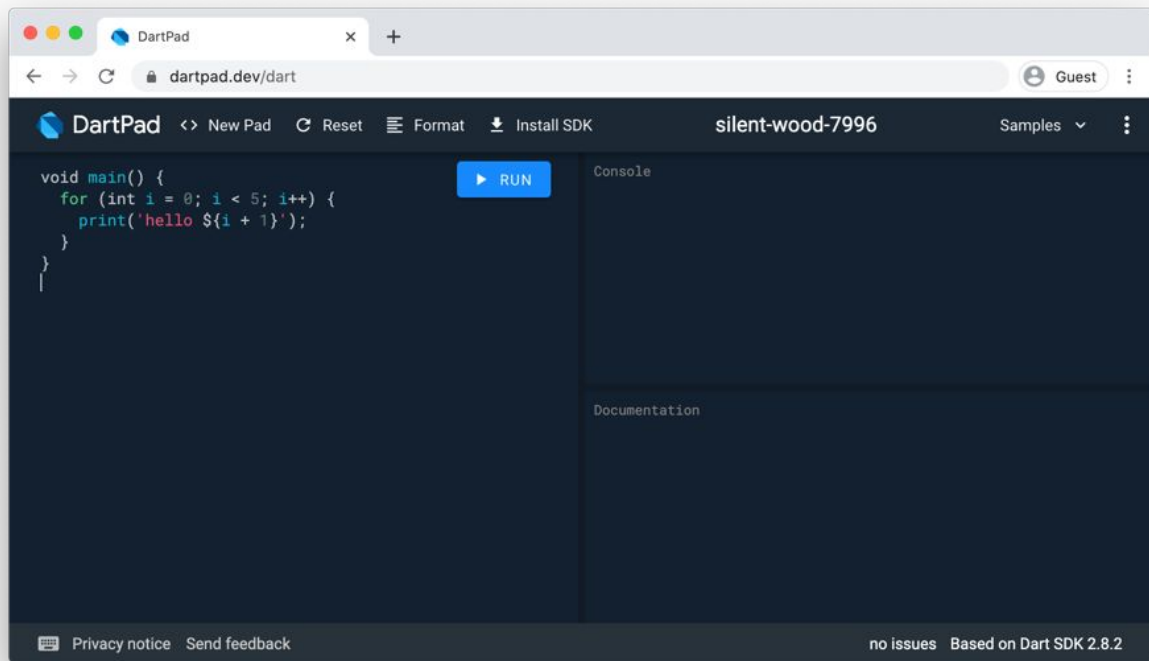 DartPad
dartpad.dev/dart
Guest
DartPad <> New Pad Reset Format Install SDK silent-wood-7996 Samples
void main() {
  for (int i = 0; i < 5; i++) {
    print('hello ${i + 1}');
  }
}
RUN
Console
Documentation
Privacy notice Send feedback no issues Based on Dart SDK 2.8.2